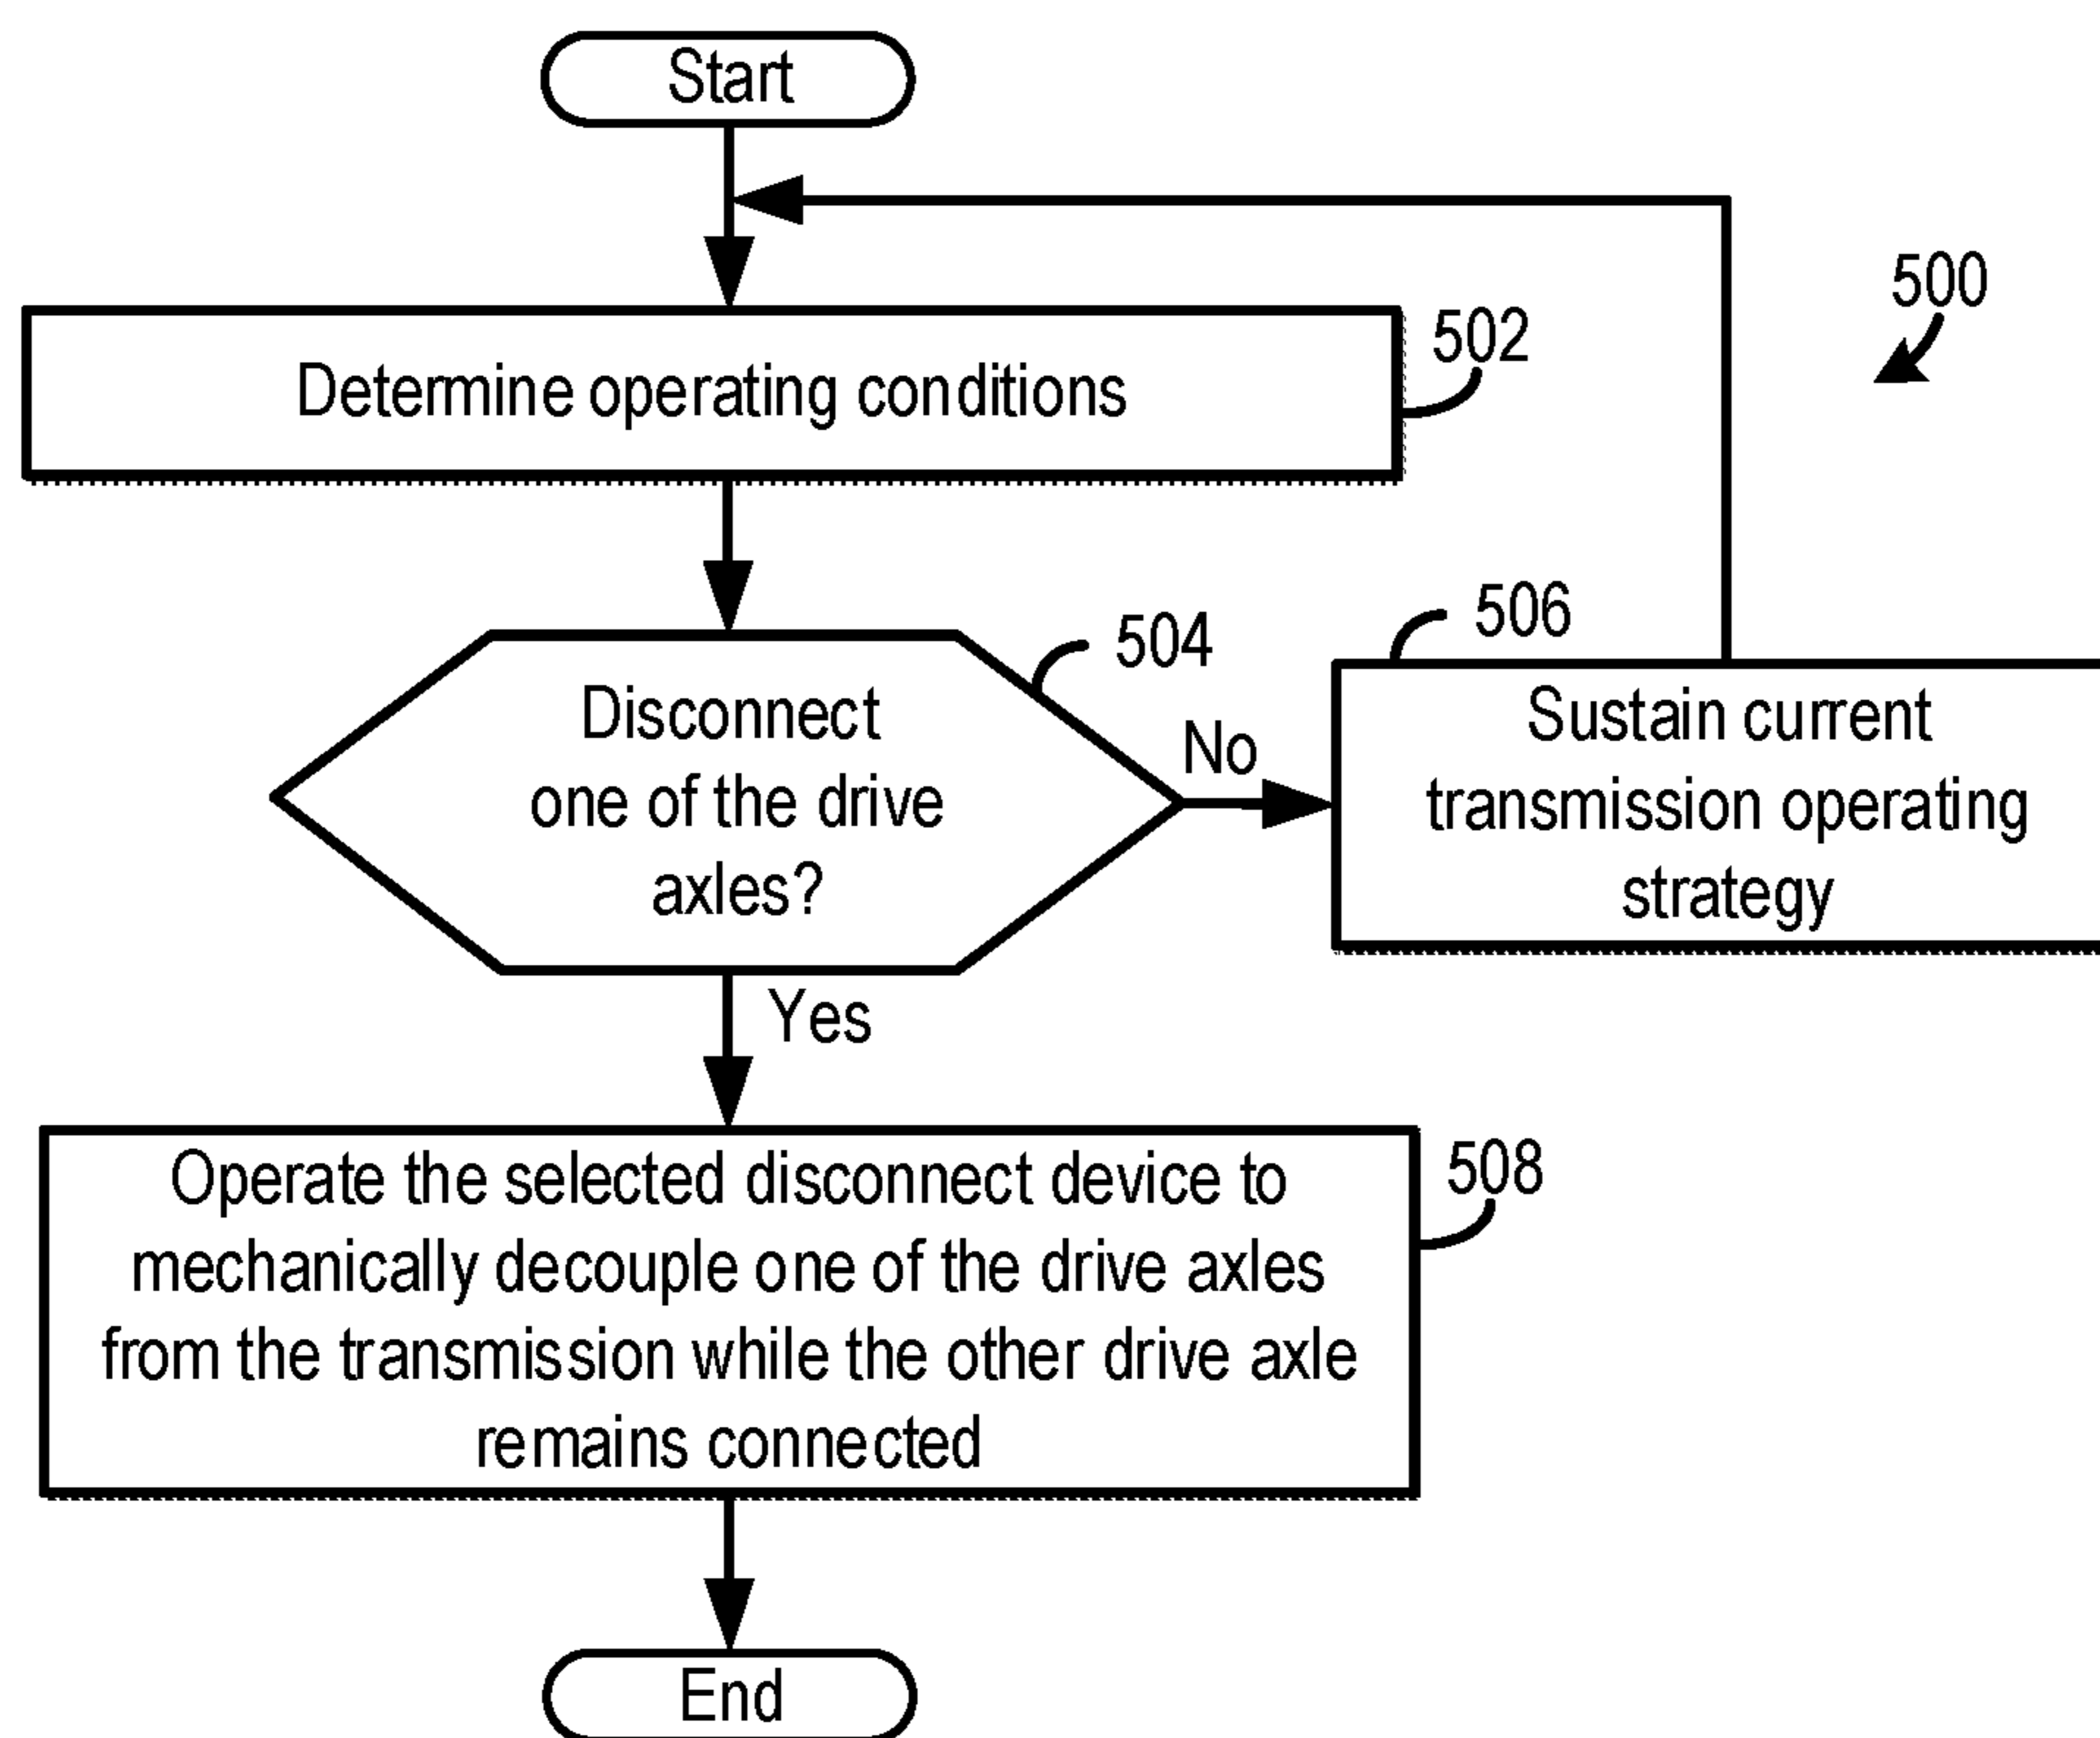 Start
500
502
Determine operating conditions
504
506
Disconnect
one of the drive
axles?
No
Sustain current
transmission operating
strategy
Yes
508
Operate the selected disconnect device to
mechanically decouple one of the drive axles
from the transmission while the other drive axle
remains connected
End